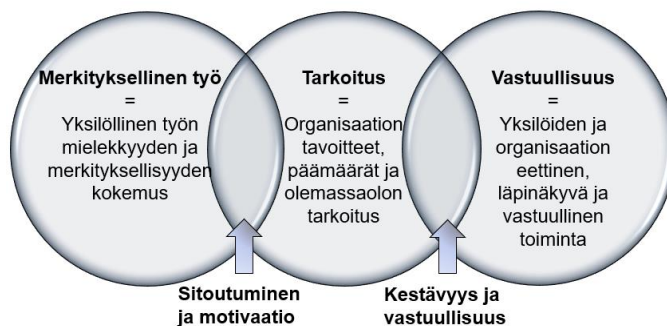 Merkityksellinen työ
=
Yksilöllinen työn
mielekkyyden ja
merkityksellisyyden
kokemus
Tarkoitus
=
Organisaation
tavoitteet,
päämäärät ja
olemassaolon
tarkoitus
Vastuullisuus
=
Yksilöiden ja
organisaation
eettinen,
läpinäkyvä ja
vastuullinen
toiminta
Sitoutuminen
ja motivaatio
Kestävyys ja
vastuullisuus